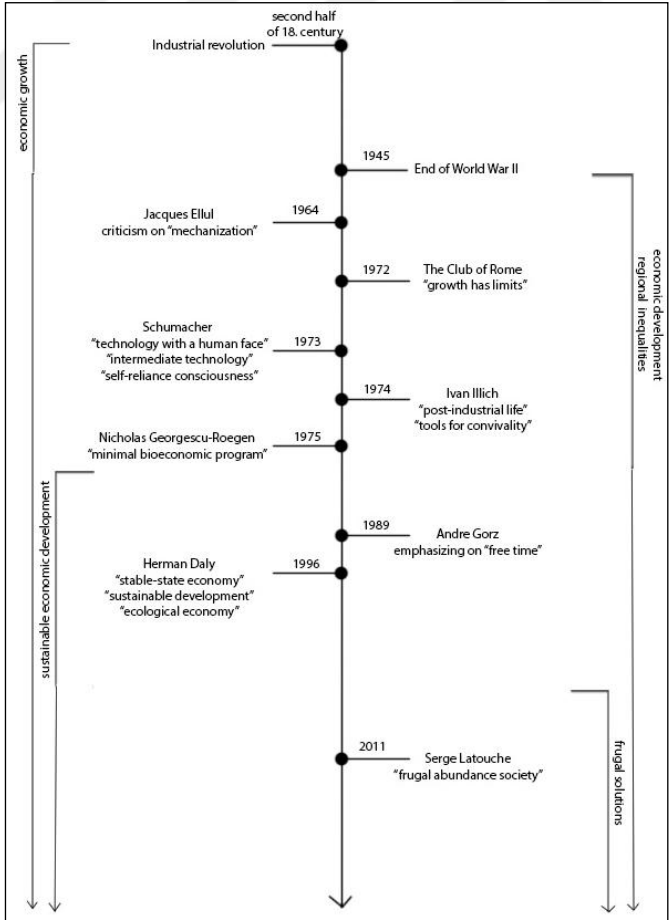 second half
of 18. century
Industrial revolution
economic growth
1945
End of World War II
1964
Jacques Ellul
criticism on “mechanization”
economic development
regional inequalities
1972
The Club of Rome
“growth has limits”
1973
Schumacher
“technology with a human face”
“intermediate technology”
“self-reliance consciousness”
1974
Ivan Illich
“post-industrial life”
“tools for convivality”
1975
Nicholas Georgescu-Roegen
“minimal bioeconomic program”
sustainable economic development
1989
Andre Gorz
emphasizing on “free time”
1996
Herman Daly
“stable-state economy”
“sustainable development”
“ecological economy”
2011
Serge Latouche
“frugal abundance society”
frugal solutions